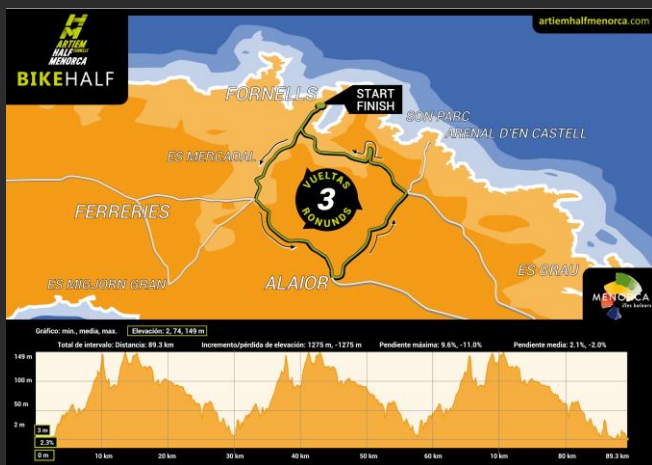 ARTIEM
HALF
MENORCA
BIKEHALF
artiemhalfmenorca.com
FORNELLS
START
FINISH
SON PARC
ARENAL D'EN CASTELL
ES MERCADAL
VUELTAS
3
RONUNDS
FERRERIES
ES MIGJORN GRAN
ALAIOR
ES GRAU
MENORCA
illes balears
Gráfico: min., media, max. Elevación: 2, 74, 149 m
Total de intervalo: Distancia: 89.3 km Incremento/pérdida de elevación: 1275 m, -1275 m Pendiente máxima: 9.6%, -11.0% Pendiente media: 2.1%, -2.0%
149 m
100 m
50 m
2 m
3 m
2.3%
0 m 10 km 20 km 30 km 40 km 50 km 60 km 70 km 80 km 89.3 km